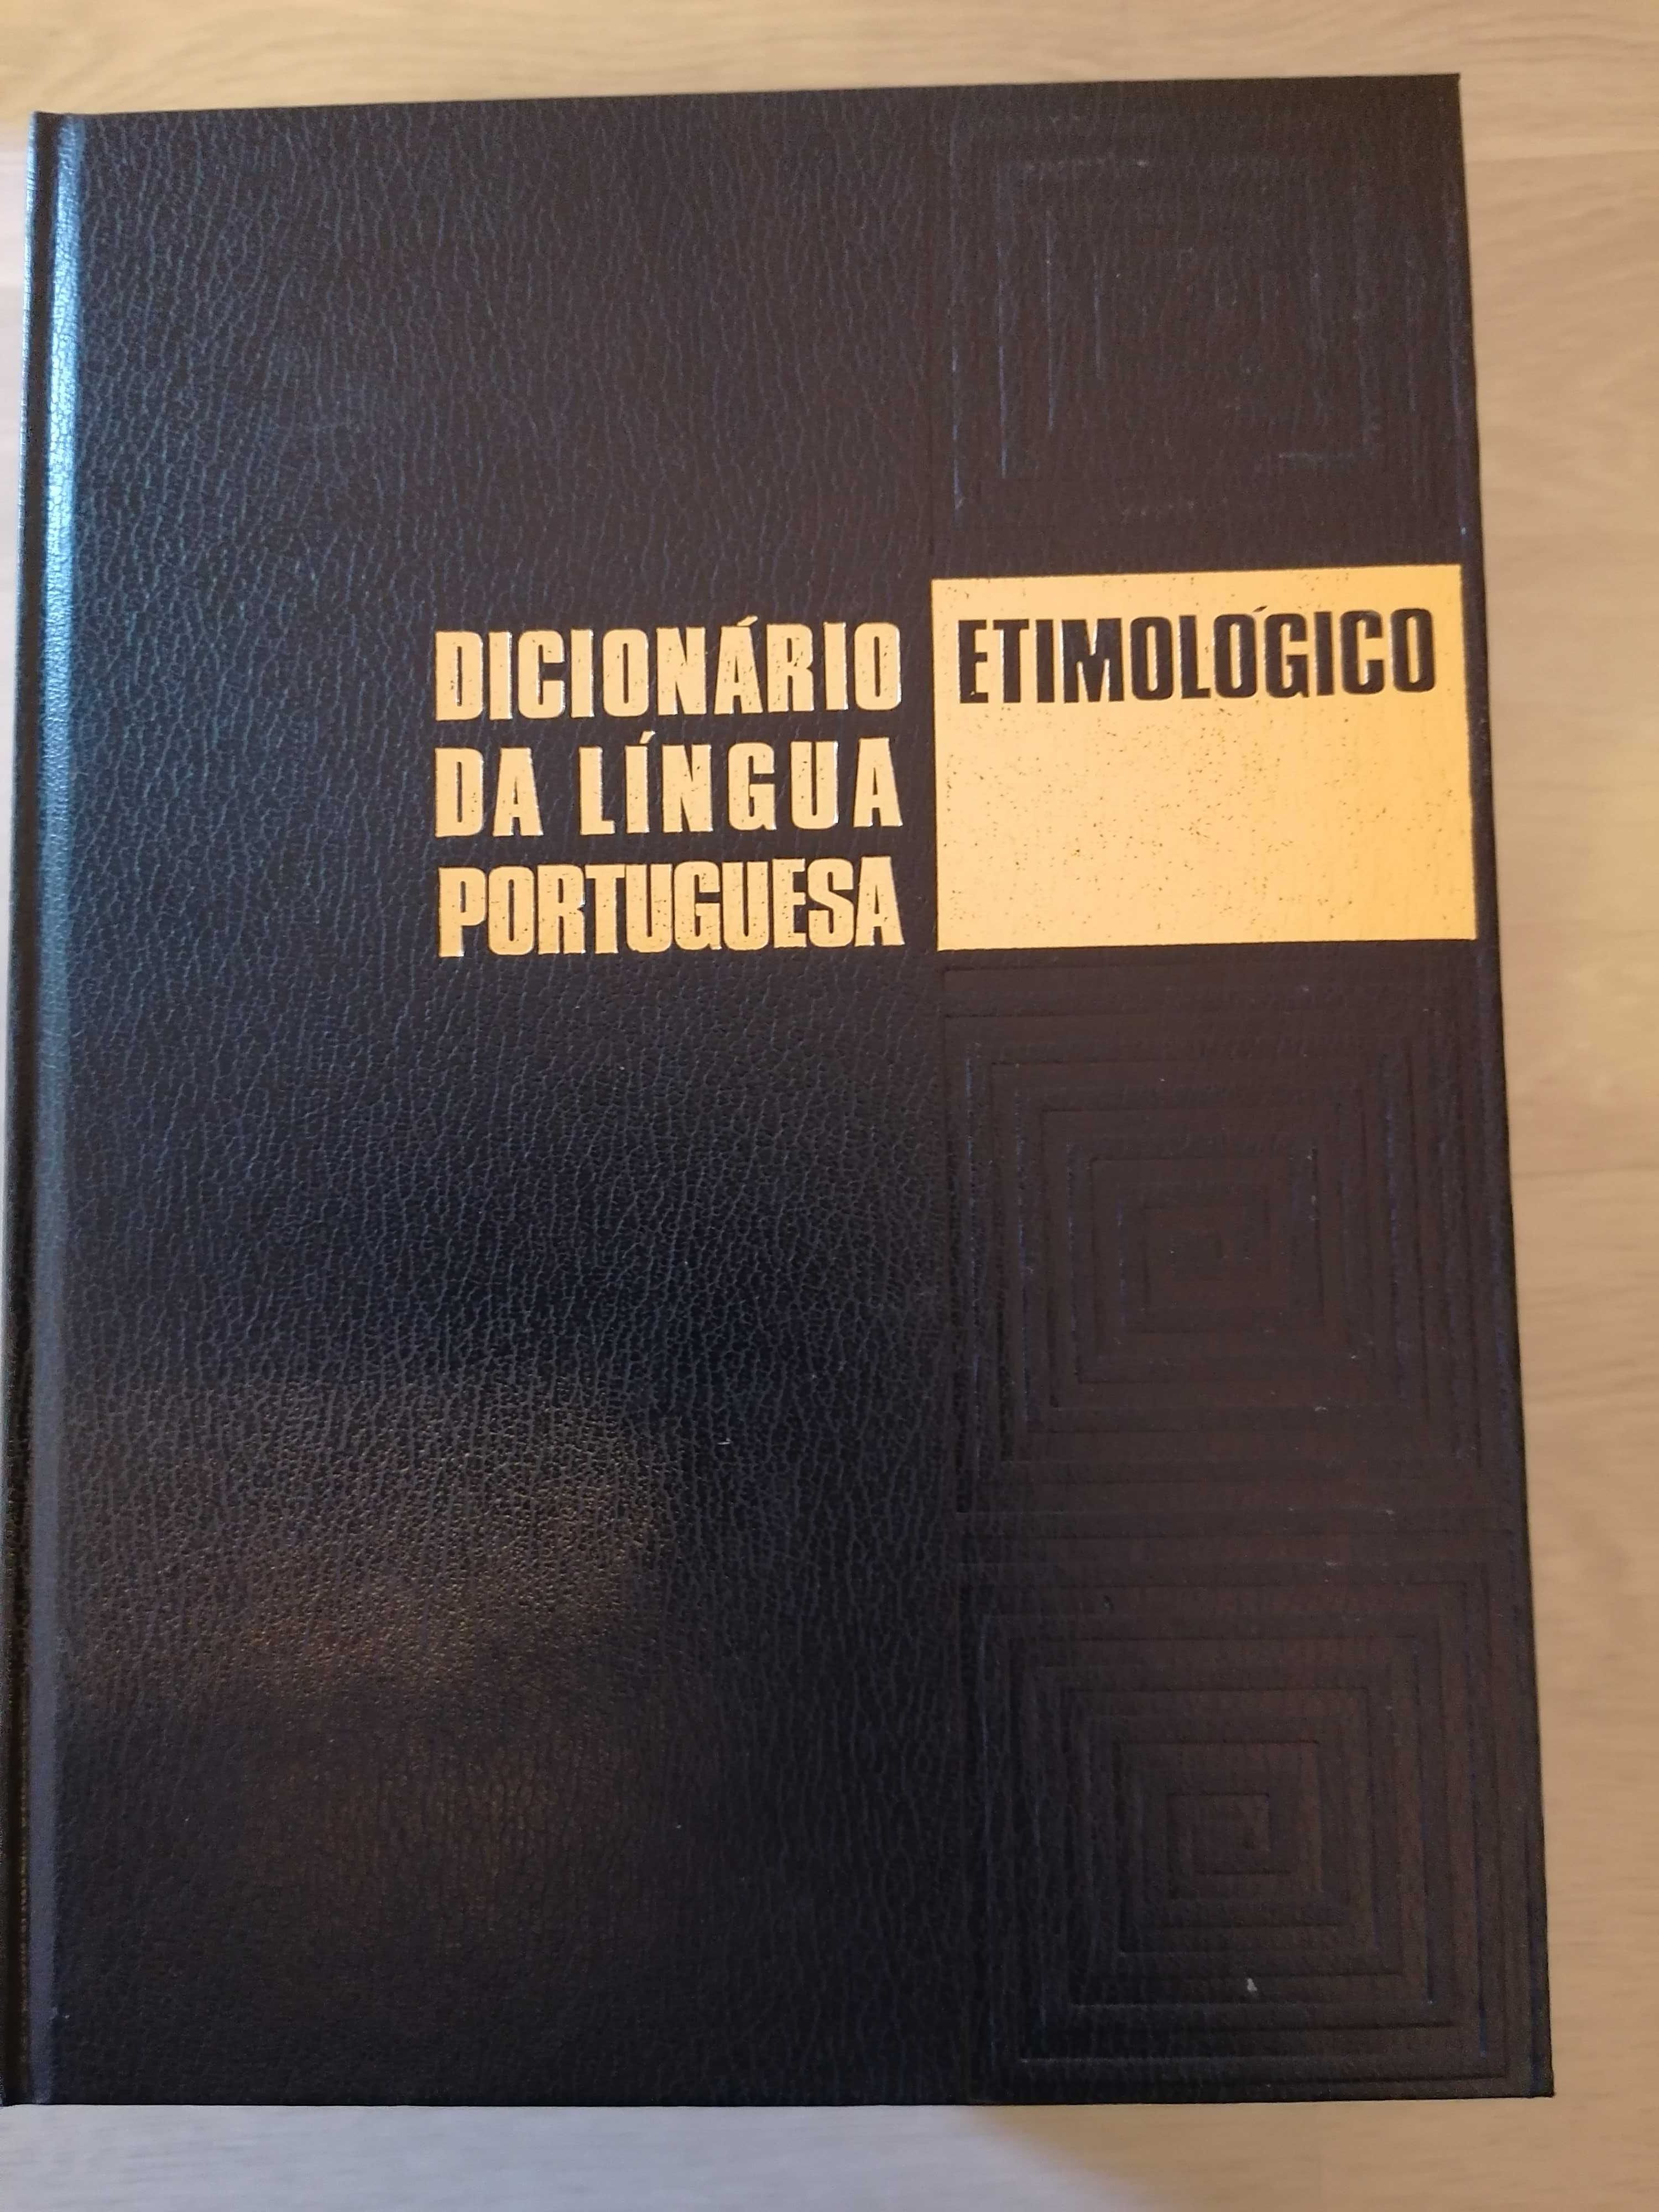 DICIONÁRIO
DA LÍNGUA
PORTUGUESA
ETIMOLÓGICO